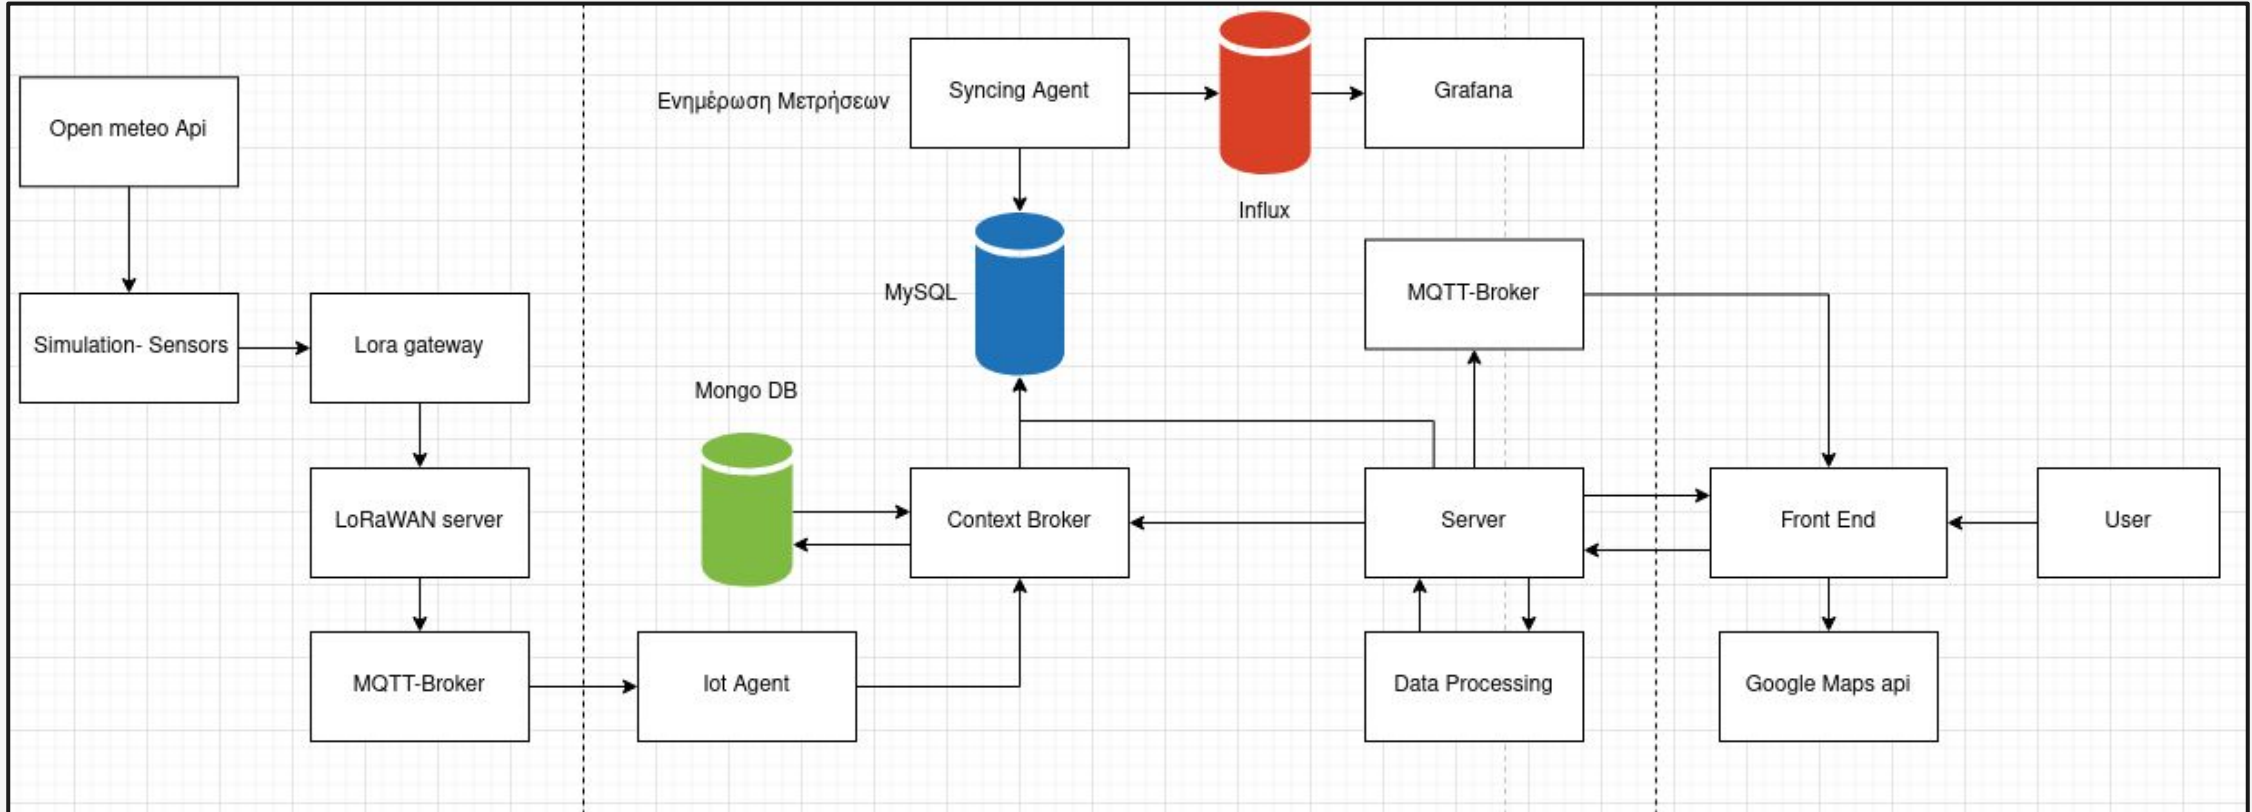 Open meteo Api
Simulation- Sensors
Lora gateway
LoRaWAN server
MQTT-Broker
Ενημέρωση Μετρήσεων
Syncing Agent
Influx
Grafana
MySQL
Mongo DB
Context Broker
Iot Agent
MQTT-Broker
Server
Data Processing
Front End
User
Google Maps api